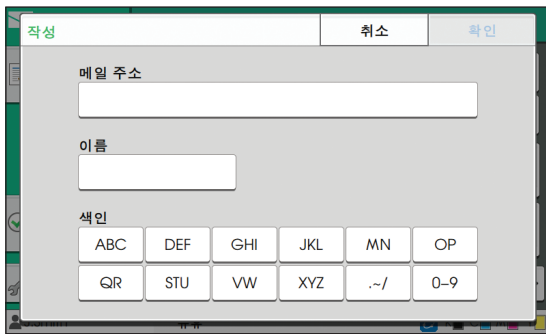 작성
취소
확인
메일 주소
이름
색인
ABC DEF GHI JKL MN OP
QR STU VW XYZ .~/ 0–9